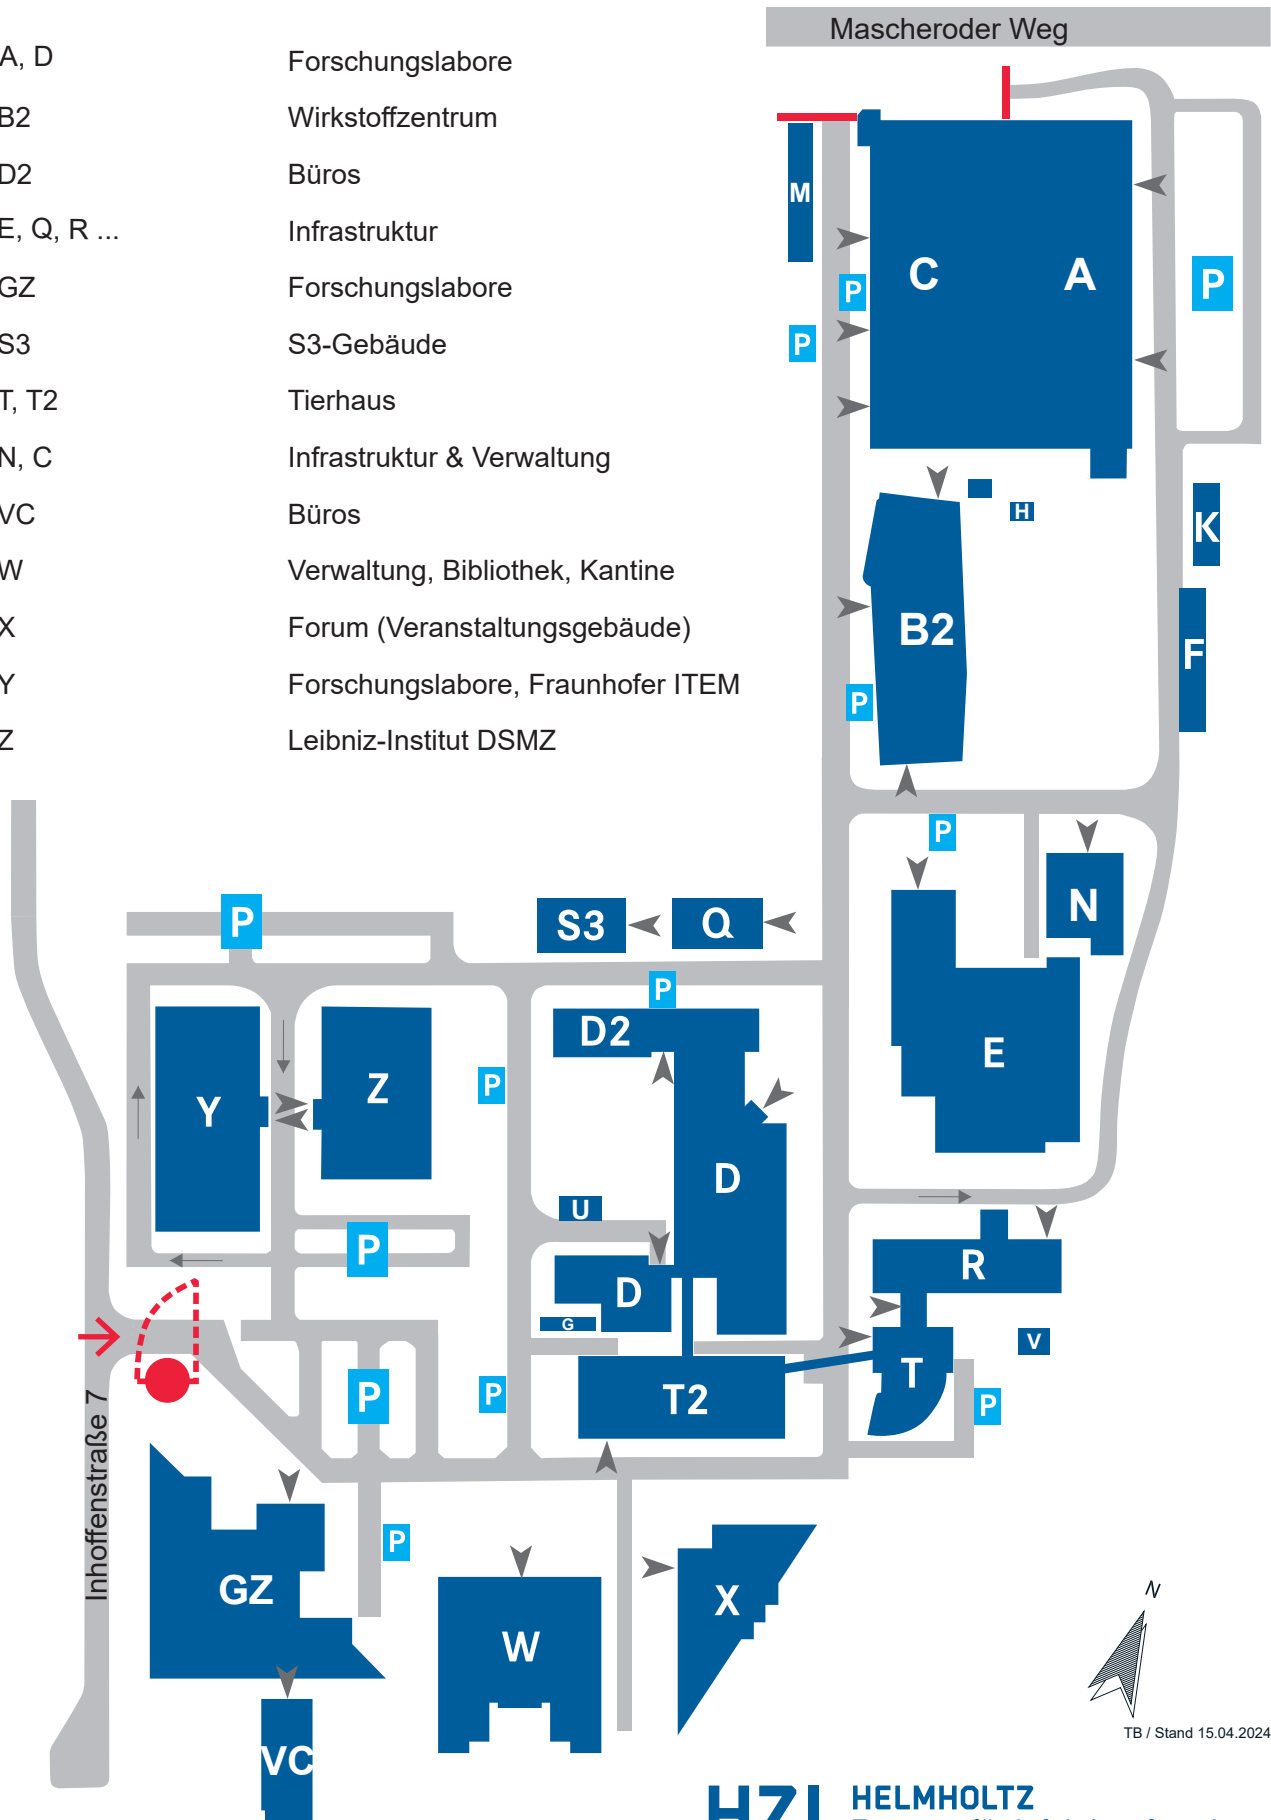 Mascheroder Weg
A, D Forschungslabore
B2 Wirkstoffzentrum
D2 Büros
E, Q, R ... Infrastruktur
GZ Forschungslabore
S3 S3-Gebäude
T, T2 Tierhaus
N, C Infrastruktur & Verwaltung
VC Büros
W Verwaltung, Bibliothek, Kantine
X Forum (Veranstaltungsgebäude)
Y Forschungslabore, Fraunhofer ITEM
Z Leibniz-Institut DSMZ
M
C
A
P
P
P
H
K
B2
F
P
P
N
P
S3
Q
P
D2
E
Z
P
Y
D
U
P
R
D
G
V
T
P
P
T2
P
Inhoffenstraße 7
P
GZ
X
W
N
VC
TB / Stand 15.04.2024
HZI
HELMHOLTZ